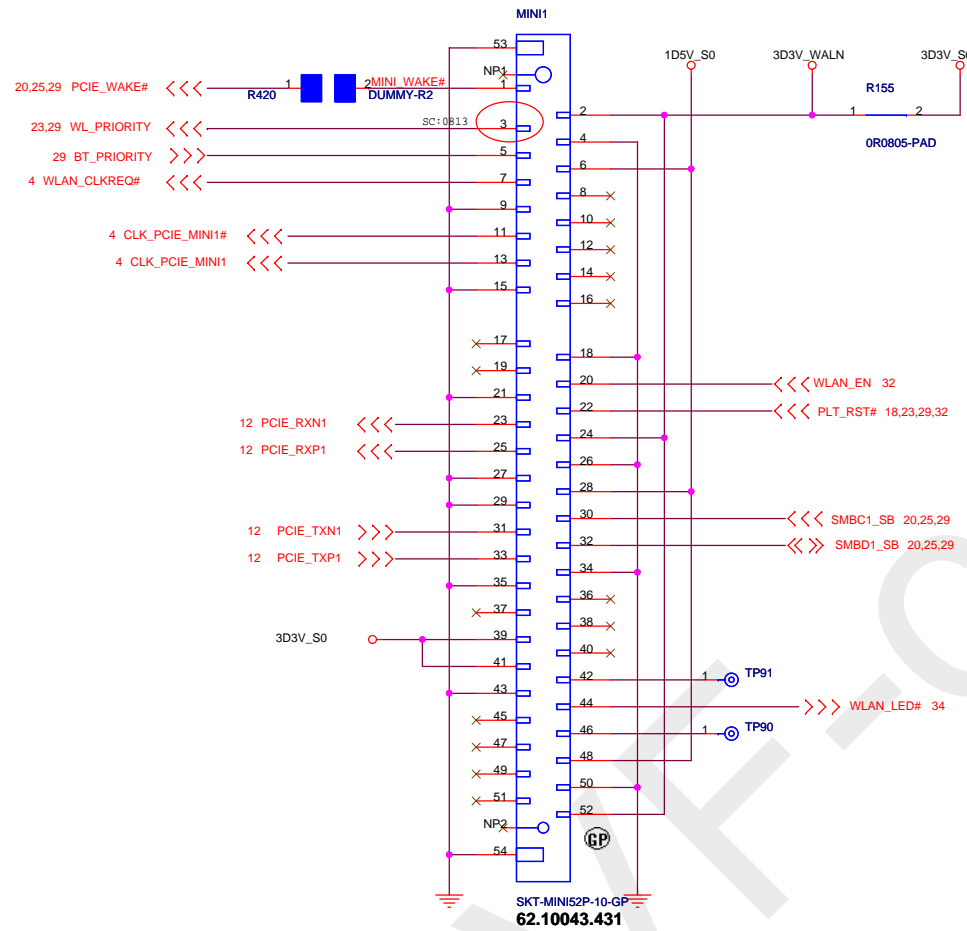 MINI1
53
1D5V_S0 3D3V_WALN 3D3V_S0
NP1
20,25,29 PCIE_WAKE# 1 R420 2 MINI_WAKE# DUMMY-R2 1
R155
2 1 2
23,29 WL_PRIORITY SC:0813 3
0R0805-PAD
4
29 BT_PRIORITY 5
6
4 WLAN_CLKREQ# 7
8
9
10
4 CLK_PCIE_MINI1# 11
12
4 CLK_PCIE_MINI1 13
14
15
16
17
18
19
20 WLAN_EN 32
21
22 PLT_RST# 18,23,29,32
12 PCIE_RXN1 23
24
12 PCIE_RXP1 25
26
27
28
29
30 SMBC1_SB 20,25,29
12 PCIE_TXN1 31
32 SMBD1_SB 20,25,29
12 PCIE_TXP1 33
34
35
36
37
38
3D3V_S0 39
40
41
42 1 TP91
43
44 WLAN_LED# 34
45
46 1 TP90
47
48
49
50
51
52
NP2
GP
54
SKT-MINI52P-10-GP
62.10043.431